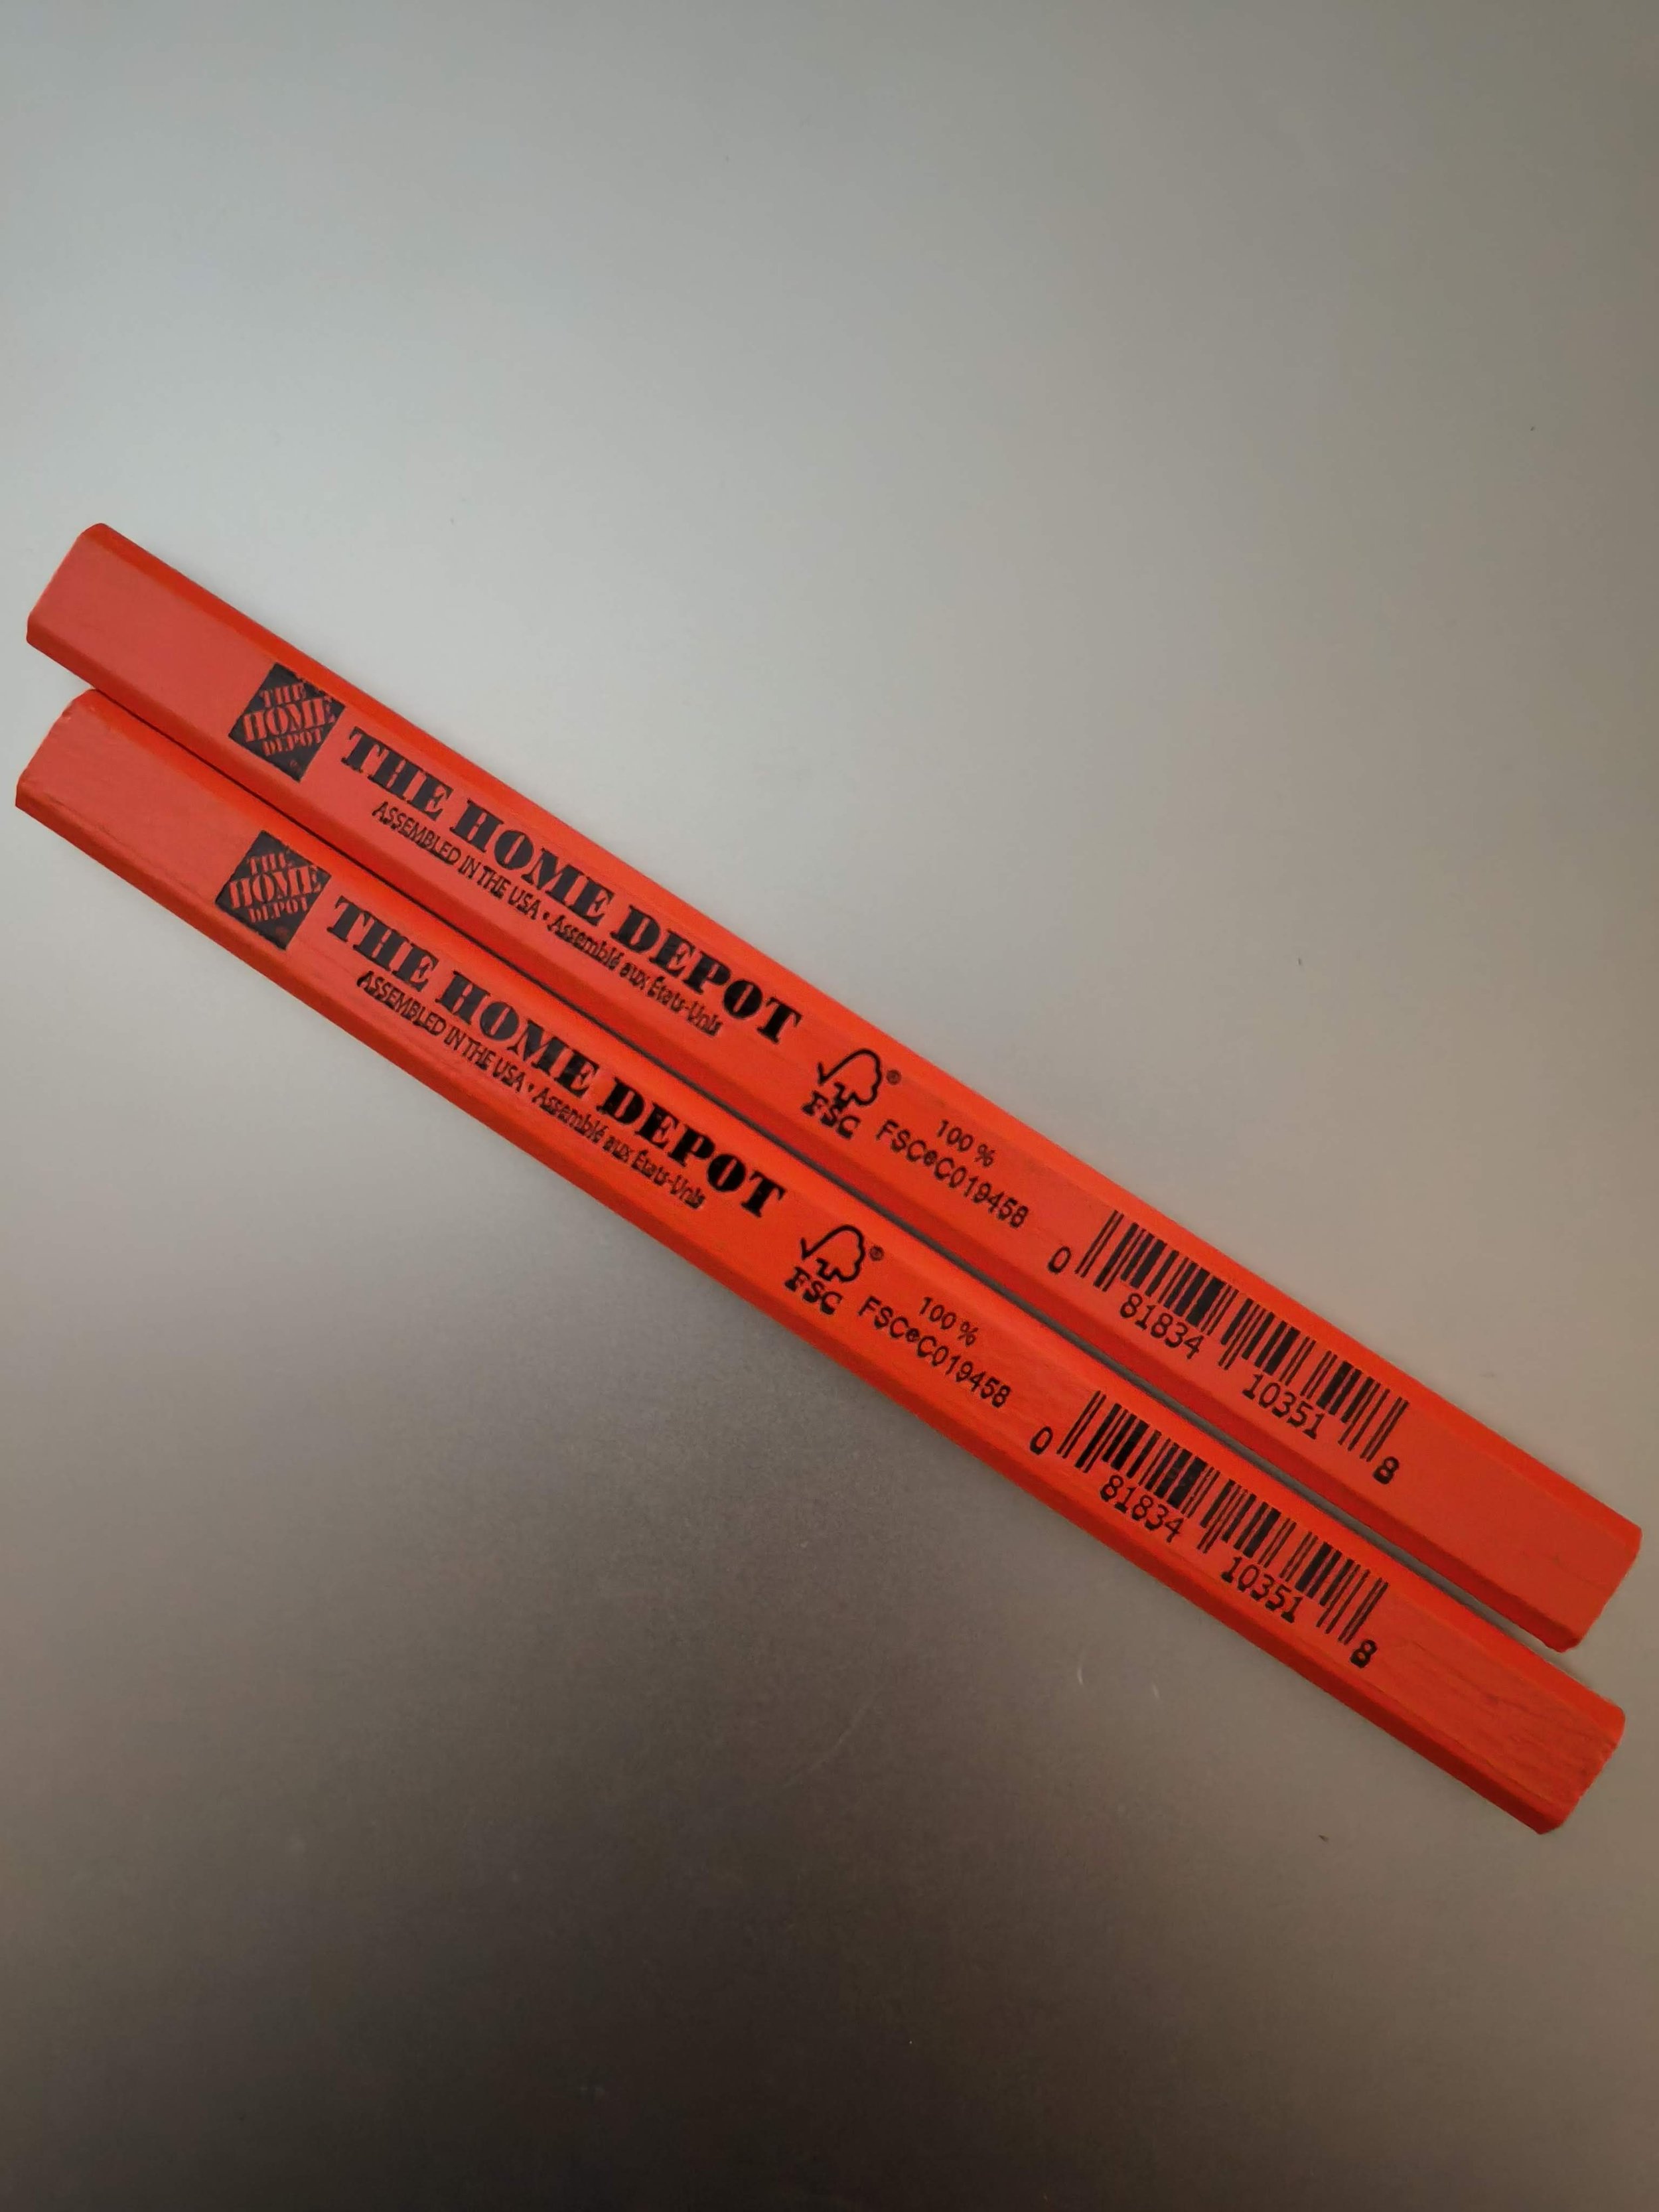 THE
HOME
DEPOT
THE HOME DEPOT
ASSEMBLED IN THE USA • Assemblé aux États-Unis
FSC®
100 %
FSC®C019458
0 81834 10351 8
THE
HOME
DEPOT
THE HOME DEPOT
ASSEMBLED IN THE USA • Assemblé aux États-Unis
FSC®
100 %
FSC®C019458
0 81834 10351 8